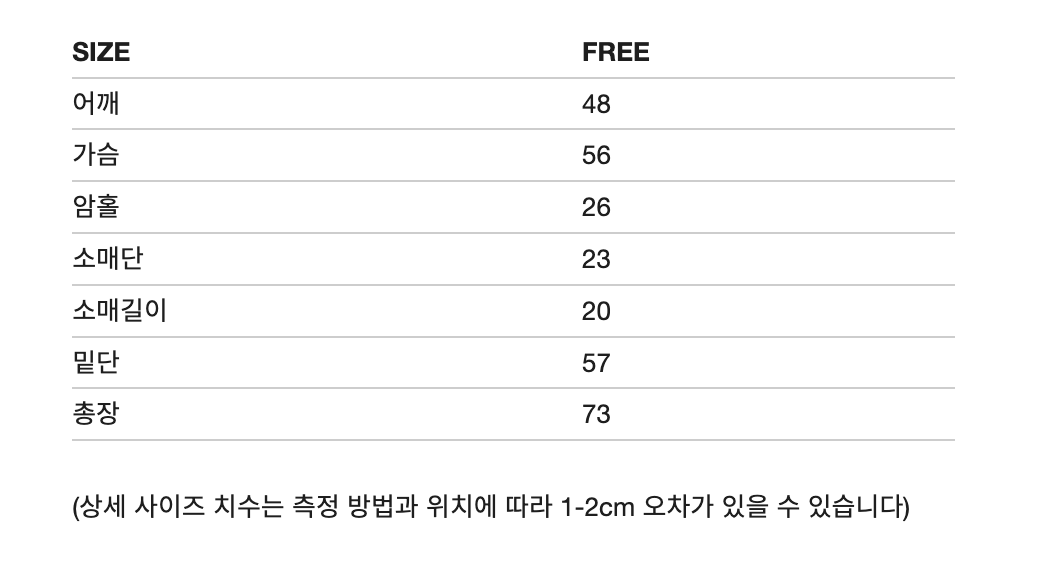 SIZE FREE
어깨 48
가슴 56
암홀 26
소매단 23
소매길이 20
밑단 57
총장 73
(상세 사이즈 치수는 측정 방법과 위치에 따라 1-2cm 오차가 있을 수 있습니다)